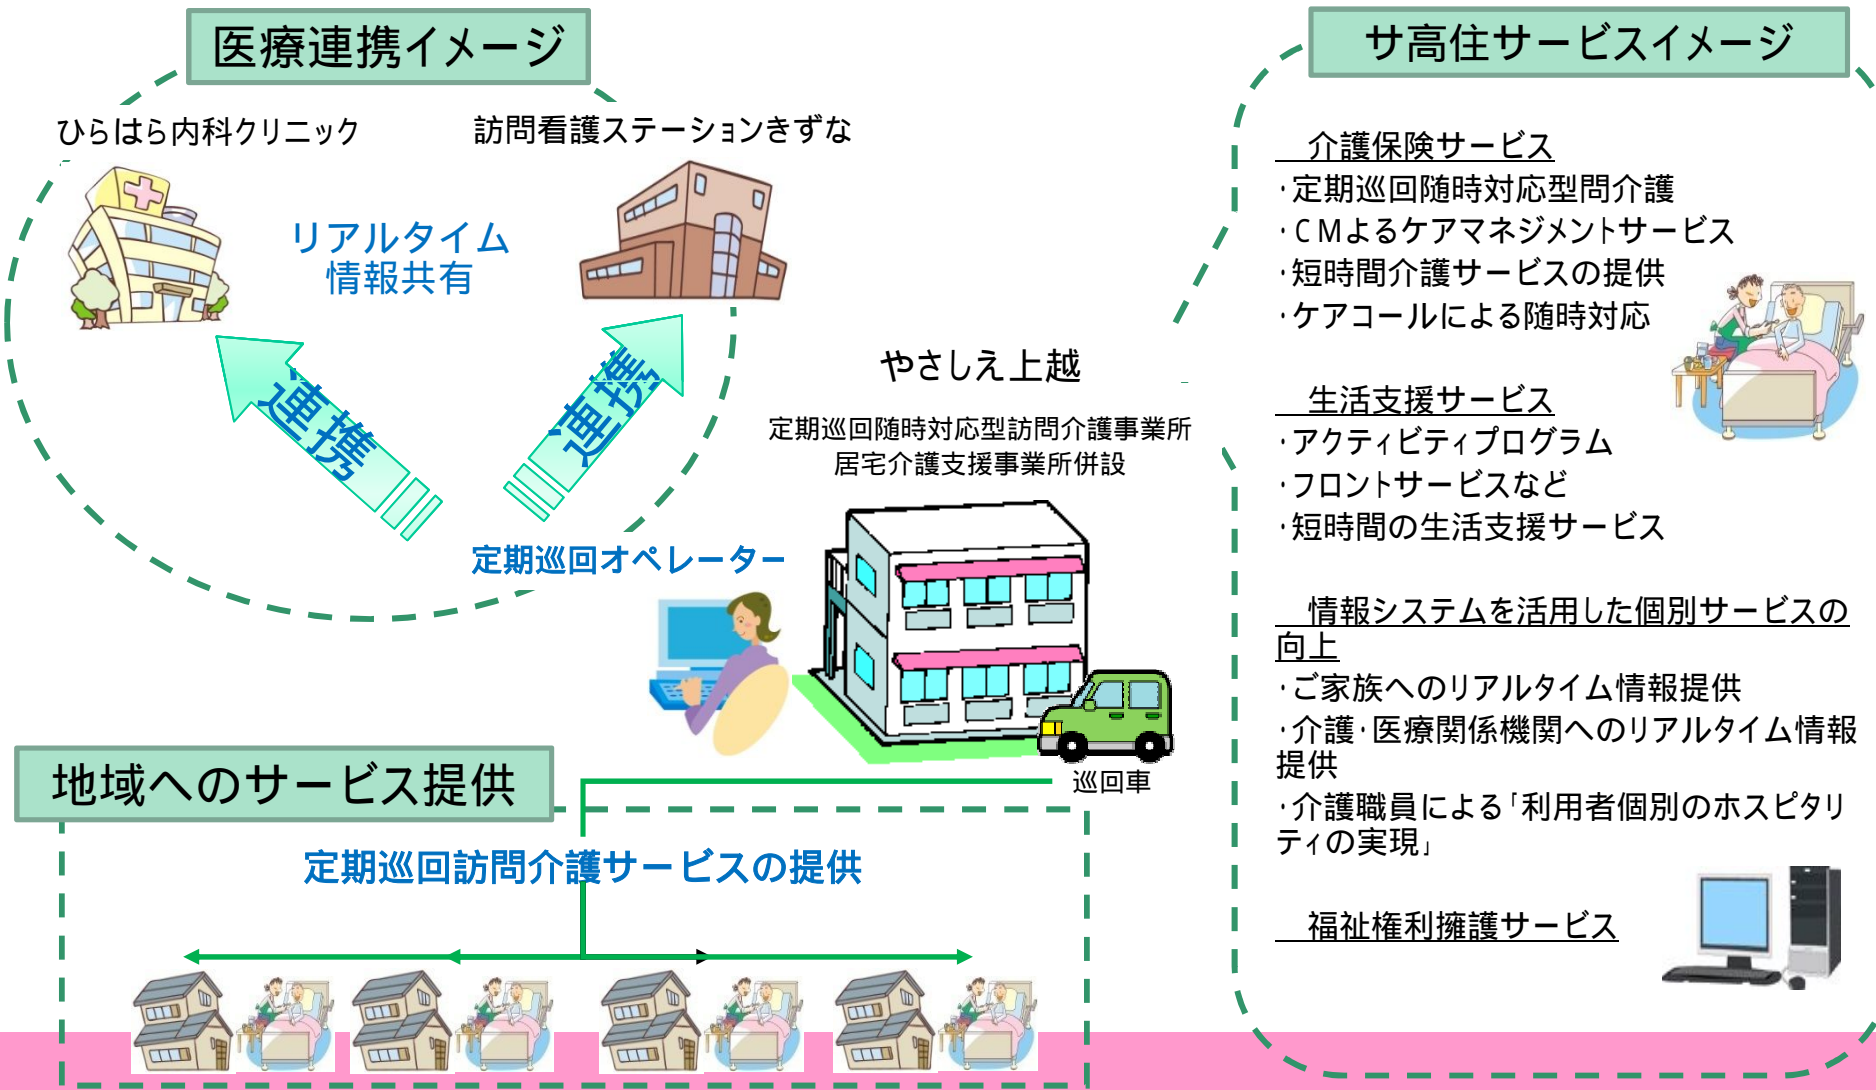 医療連携イメージ
ひらはら内科クリニック
訪問看護ステーションきずな
リアルタイム
情報共有
連携
連携
やさしえ上越
定期巡回随時対応型訪問介護事業所
居宅介護支援事業所併設
定期巡回オペレーター
巡回車
地域へのサービス提供
定期巡回訪問介護サービスの提供
サ高住サービスイメージ
介護保険サービス
・定期巡回随時対応型問介護
・CMよるケアマネジメントサービス
・短時間介護サービスの提供
・ケアコールによる随時対応
生活支援サービス
・アクティビティプログラム
・フロントサービスなど
・短時間の生活支援サービス
情報システムを活用した個別サービスの
向上
・ご家族へのリアルタイム情報提供
・介護・医療関係機関へのリアルタイム情報
提供
・介護職員による「利用者個別のホスピタリ
ティの実現」
福祉権利擁護サービス